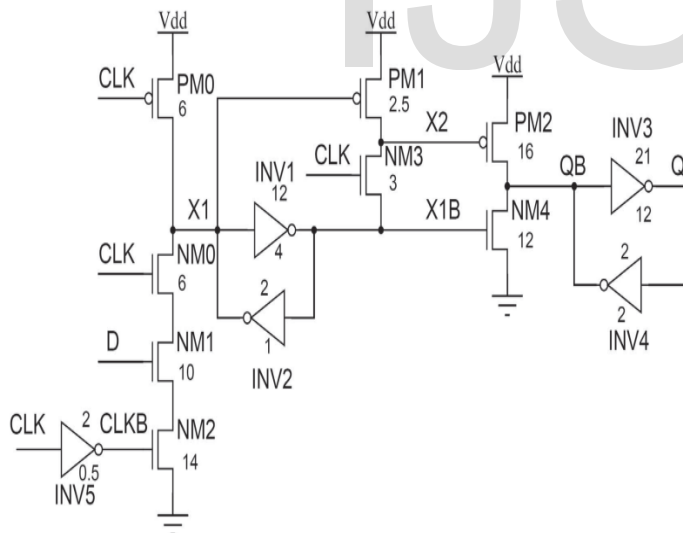 IJC
Vdd
Vdd
Vdd
CLK
PM0
6
PM1
2.5
X2
PM2
16
INV3
21
12
CLK
NM3
3
INV1
12
4
X1
X1B
QB
Q
NM4
12
CLK
NM0
6
2
1
INV2
2
2
INV4
D
NM1
10
CLK
2
0.5
INV5
CLKB
NM2
14